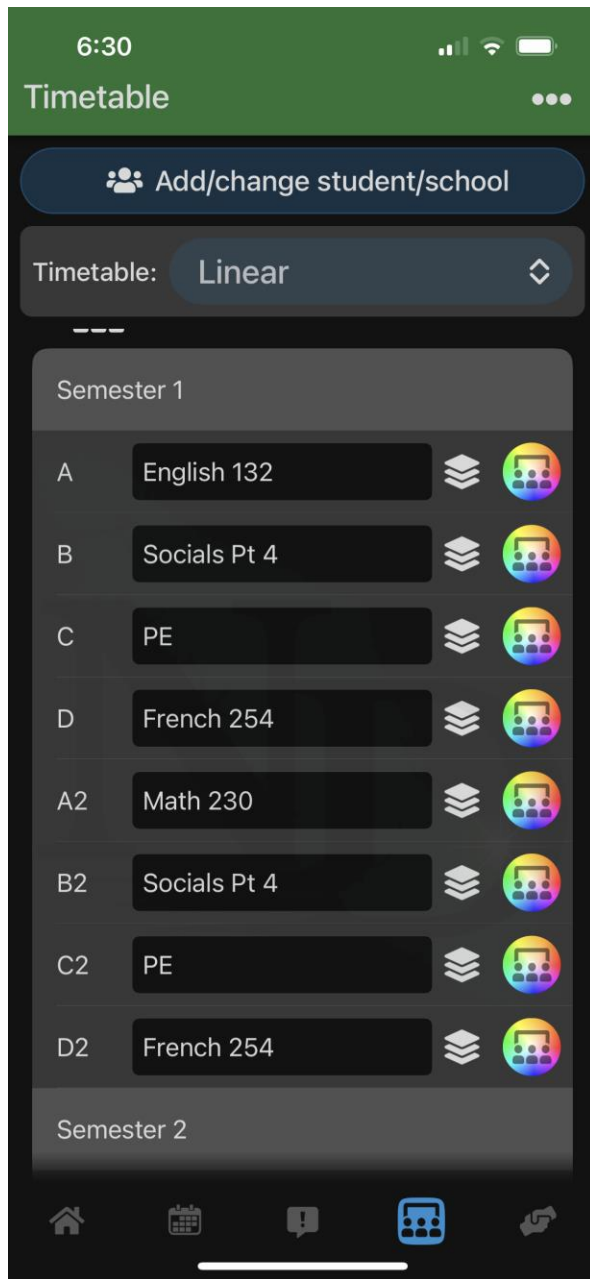 6:30
Timetable
Add/change student/school
Timetable: Linear
Semester 1
A English 132
B Socials Pt 4
C PE
D French 254
A2 Math 230
B2 Socials Pt 4
C2 PE
D2 French 254
Semester 2